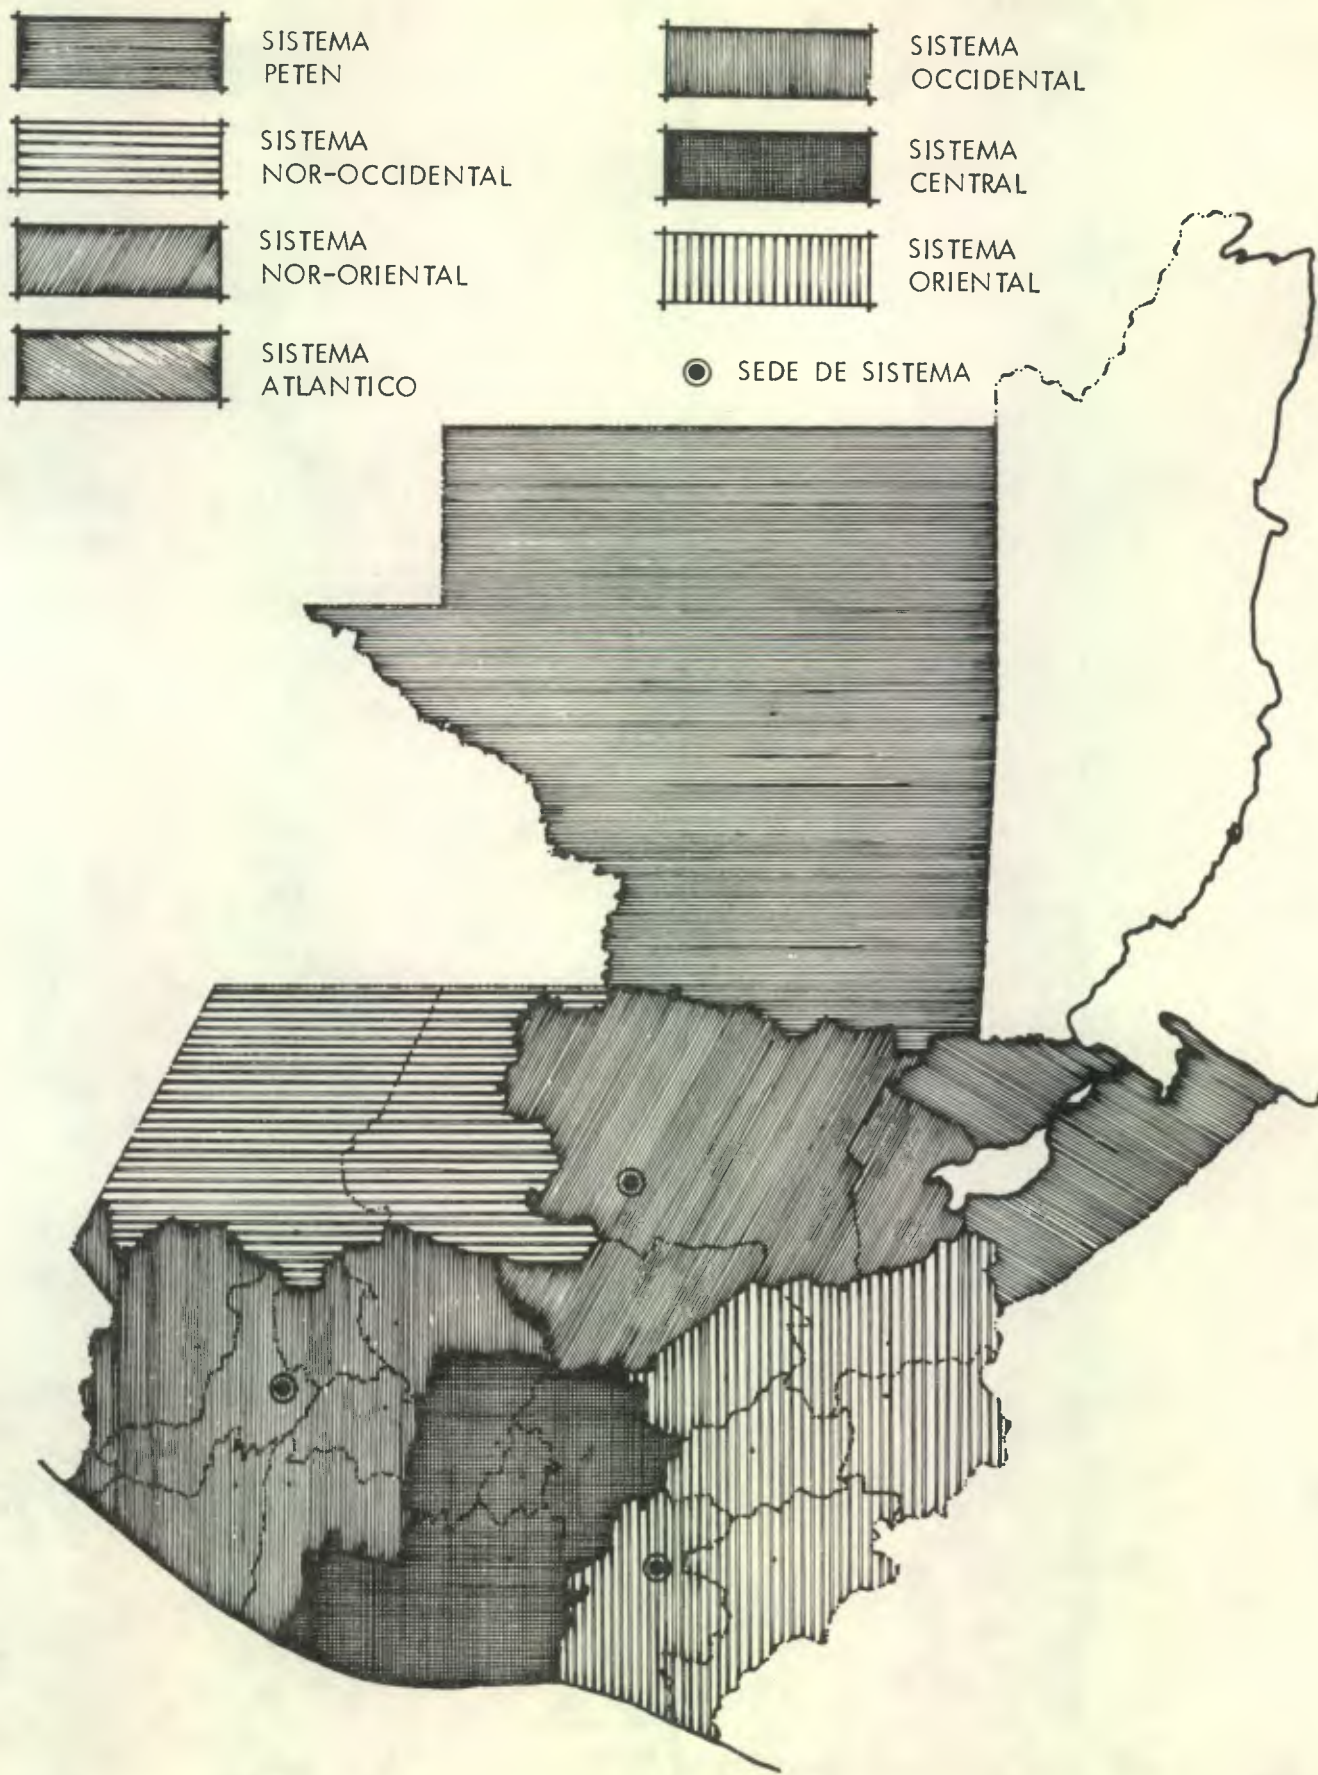 SISTEMA
PETEN
SISTEMA
NOR-OCCIDENTAL
SISTEMA
NOR-ORIENTAL
SISTEMA
ATLANTICO
SISTEMA
OCCIDENTAL
SISTEMA
CENTRAL
SISTEMA
ORIENTAL
SEDE DE SISTEMA